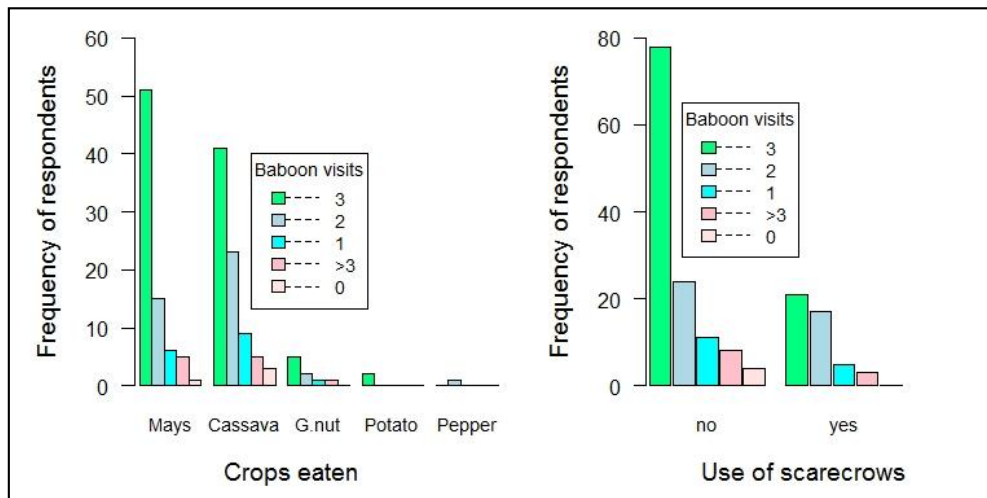 60
50
40
30
20
10
0
Frequency of respondents
Baboon visits
3
2
1
>3
0
Mays Cassava G.nut Potato Pepper
Crops eaten
80
60
40
20
0
Frequency of respondents
Baboon visits
3
2
1
>3
0
no yes
Use of scarecrows